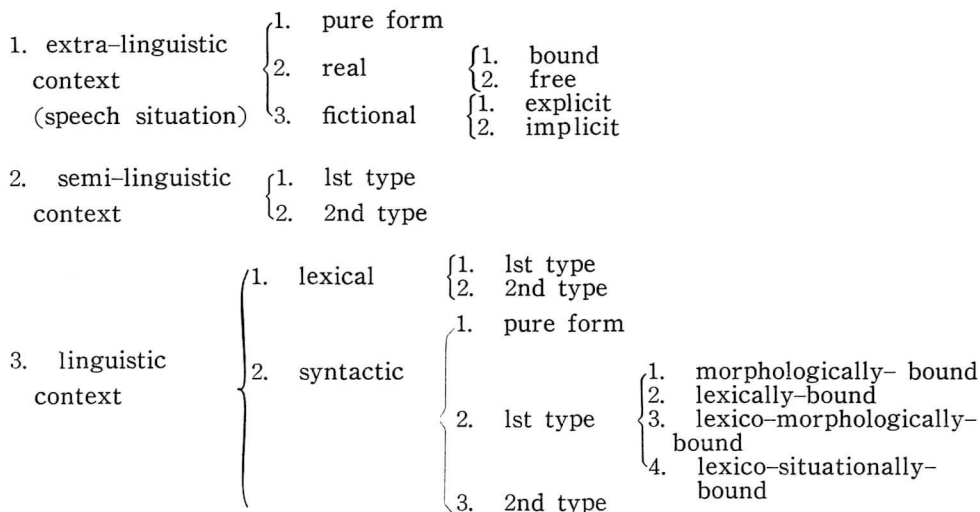 1. extra-linguistic context (speech situation)
1. pure form
2. real
1. bound
2. free
3. fictional
1. explicit
2. implicit
2. semi-linguistic context
1. lst type
2. 2nd type
3. linguistic context
1. lexical
1. lst type
2. 2nd type
2. syntactic
1. pure form
2. lst type
1. morphologically- bound
2. lexically-bound
3. lexico-morphologically-bound
4. lexico-situationally-bound
3. 2nd type